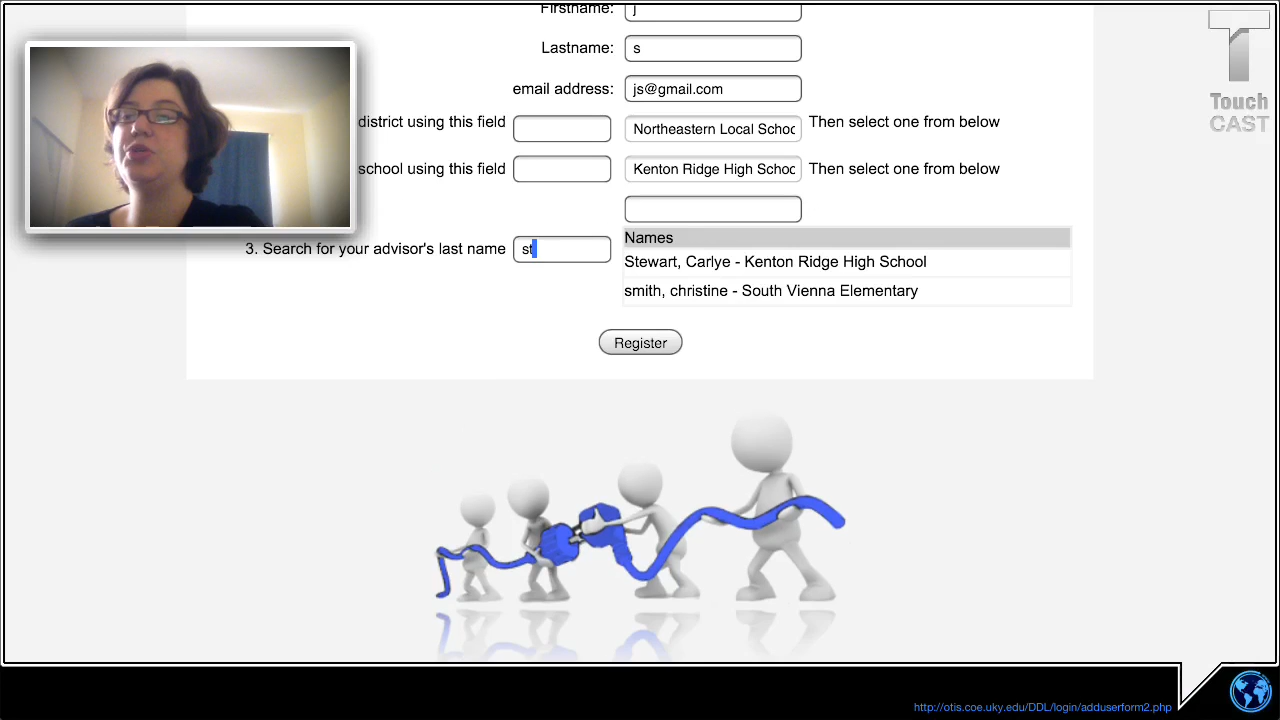 Firstname: j
Lastname: s
email address: js@gmail.com
district using this field Northeastern Local Schoo Then select one from below
school using this field Kenton Ridge High Schoo Then select one from below
3. Search for your advisor's last name st
Names
Stewart, Carlye - Kenton Ridge High School
smith, christine - South Vienna Elementary
Register
Touch
CAST
http://otis.coe.uky.edu/DDL/login/adduserform2.php